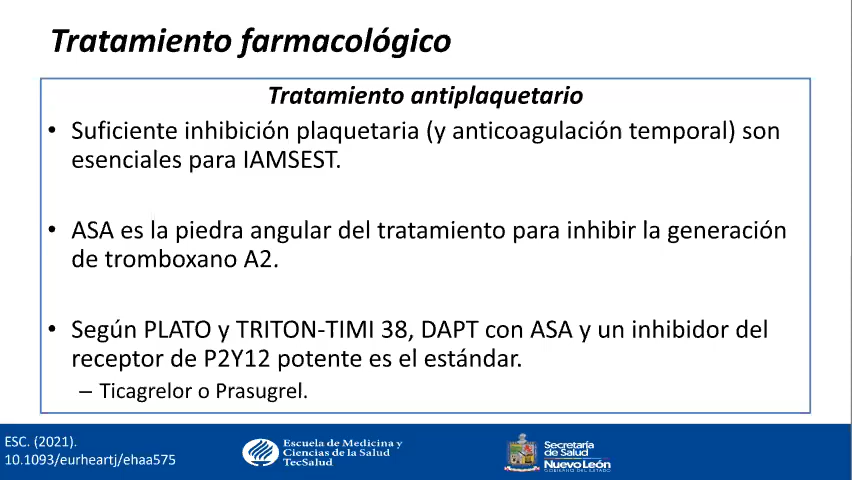 Tratamiento farmacológico
Tratamiento antiplaquetario
• Suficiente inhibición plaquetaria (y anticoagulación temporal) son
esenciales para IAMSEST.
• ASA es la piedra angular del tratamiento para inhibir la generación
de tromboxano A2.
• Según PLATO y TRITON-TIMI 38, DAPT con ASA y un inhibidor del
receptor de P2Y12 potente es el estándar.
– Ticagrelor o Prasugrel.
ESC. (2021).
10.1093/eurheartj/ehaa575
Escuela de Medicina y
Ciencias de la Salud
TecSalud
Secretaría
de Salud
Nuevo León
GOBIERNO DEL ESTADO